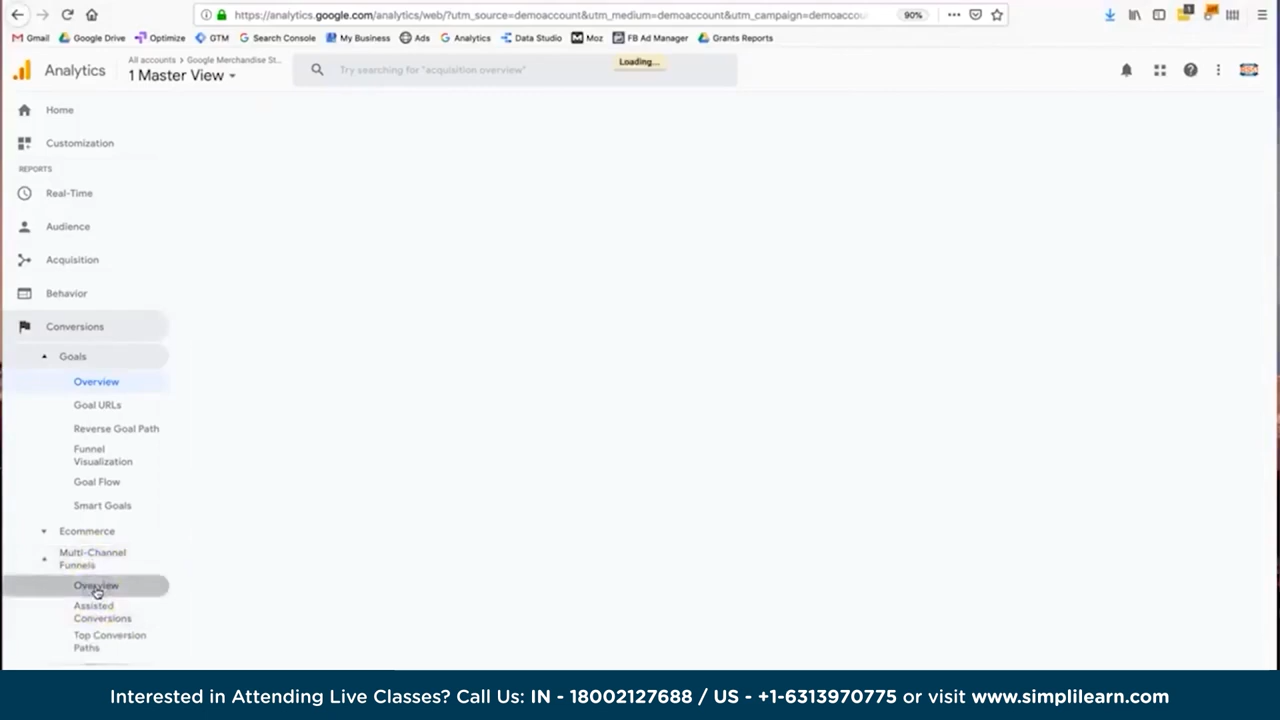 https://analytics.google.com/analytics/web/?utm_source=demoaccount&utm_medium=demoaccount&utm_campaign=demoaccou
90%
Gmail Google Drive Optimize GTM Search Console My Business Ads Analytics Data Studio Moz FB Ad Manager Grants Reports
Analytics
All accounts > Google Merchandise St...
1 Master View
Try searching for "acquisition overview"
Loading...
Home
Customization
REPORTS
Real-Time
Audience
Acquisition
Behavior
Conversions
Goals
Overview
Goal URLs
Reverse Goal Path
Funnel
Visualization
Goal Flow
Smart Goals
Ecommerce
Multi-Channel
Funnels
Overview
Assisted
Conversions
Top Conversion
Paths
Interested in Attending Live Classes? Call Us: IN - 18002127688 / US - +1-6313970775 or visit www.simplilearn.com